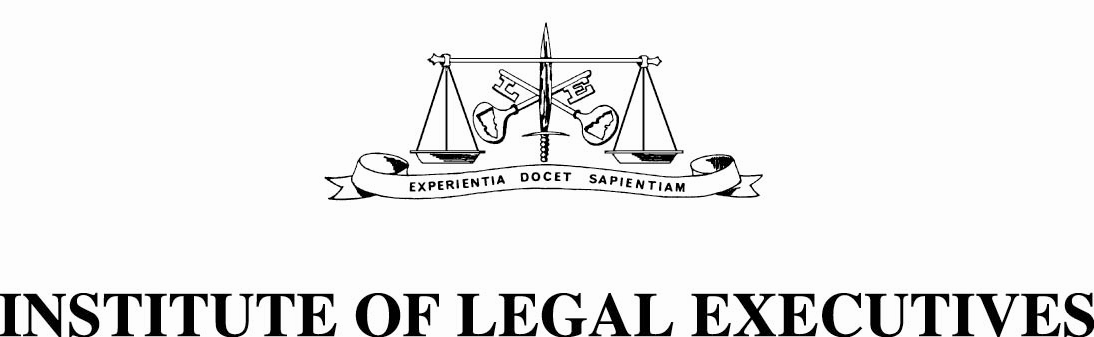 L E
EXPERIENTIA DOCET SAPIENTIAM
INSTITUTE OF LEGAL EXECUTIVES